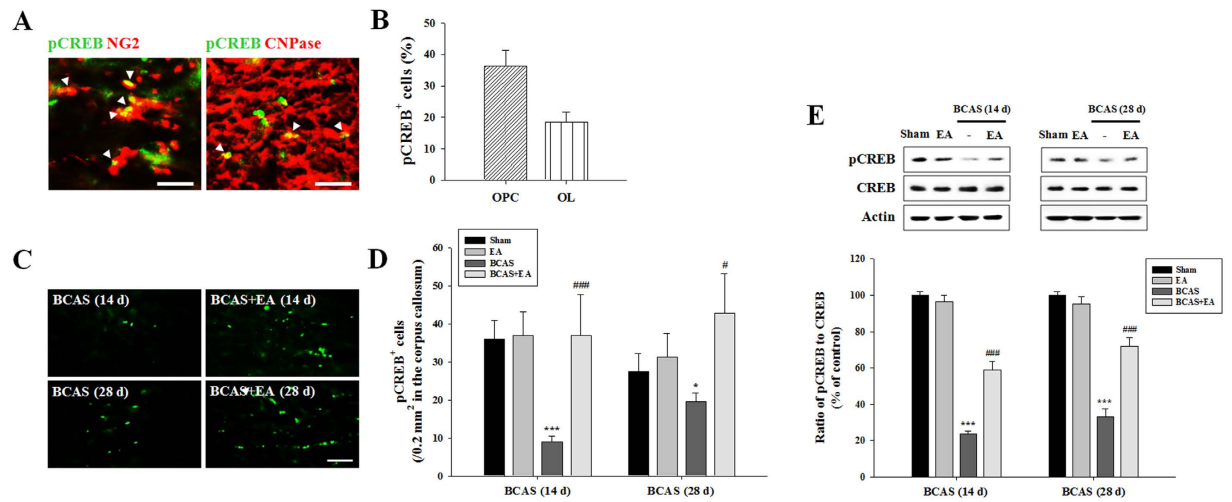 A
pCREB NG2
pCREB CNPase
B
pCREB+ cells (%)
50
40
30
20
10
0
OPC
OL
C
BCAS (14 d)
BCAS+EA (14 d)
BCAS (28 d)
BCAS+EA (28 d)
D
Sham
EA
BCAS
BCAS+EA
pCREB+ cells
(/0.2 mm2 in the corpus callosum)
60
50
40
30
20
10
0
***
###
*
#
BCAS (14 d)
BCAS (28 d)
E
BCAS (14 d)
BCAS (28 d)
Sham EA - EA
Sham EA - EA
pCREB
CREB
Actin
Sham
EA
BCAS
BCAS+EA
Ratio of pCREB to CREB
(% of control)
120
100
80
60
40
20
0
***
###
***
###
BCAS (14 d)
BCAS (28 d)